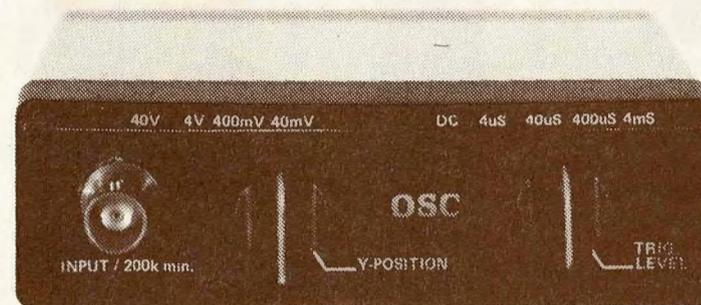 40V 4V 400mV 40mV DC 4uS 40uS 400uS 4mS
OSC
INPUT / 200k min.
Y-POSITION
TRIG
LEVEL